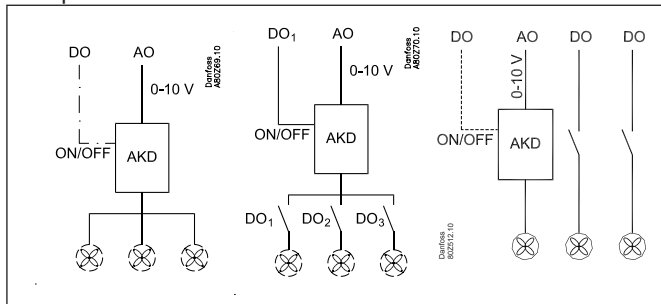 DO
AO
0-10 V
Danfoss
A80Z69.10
ON/OFF
AKD
DO1
AO
0-10 V
Danfoss
A80Z70.10
ON/OFF
AKD
DO1
DO2
DO3
DO
AO
DO
DO
0-10 V
ON/OFF
AKD
Danfoss
80Z512.10